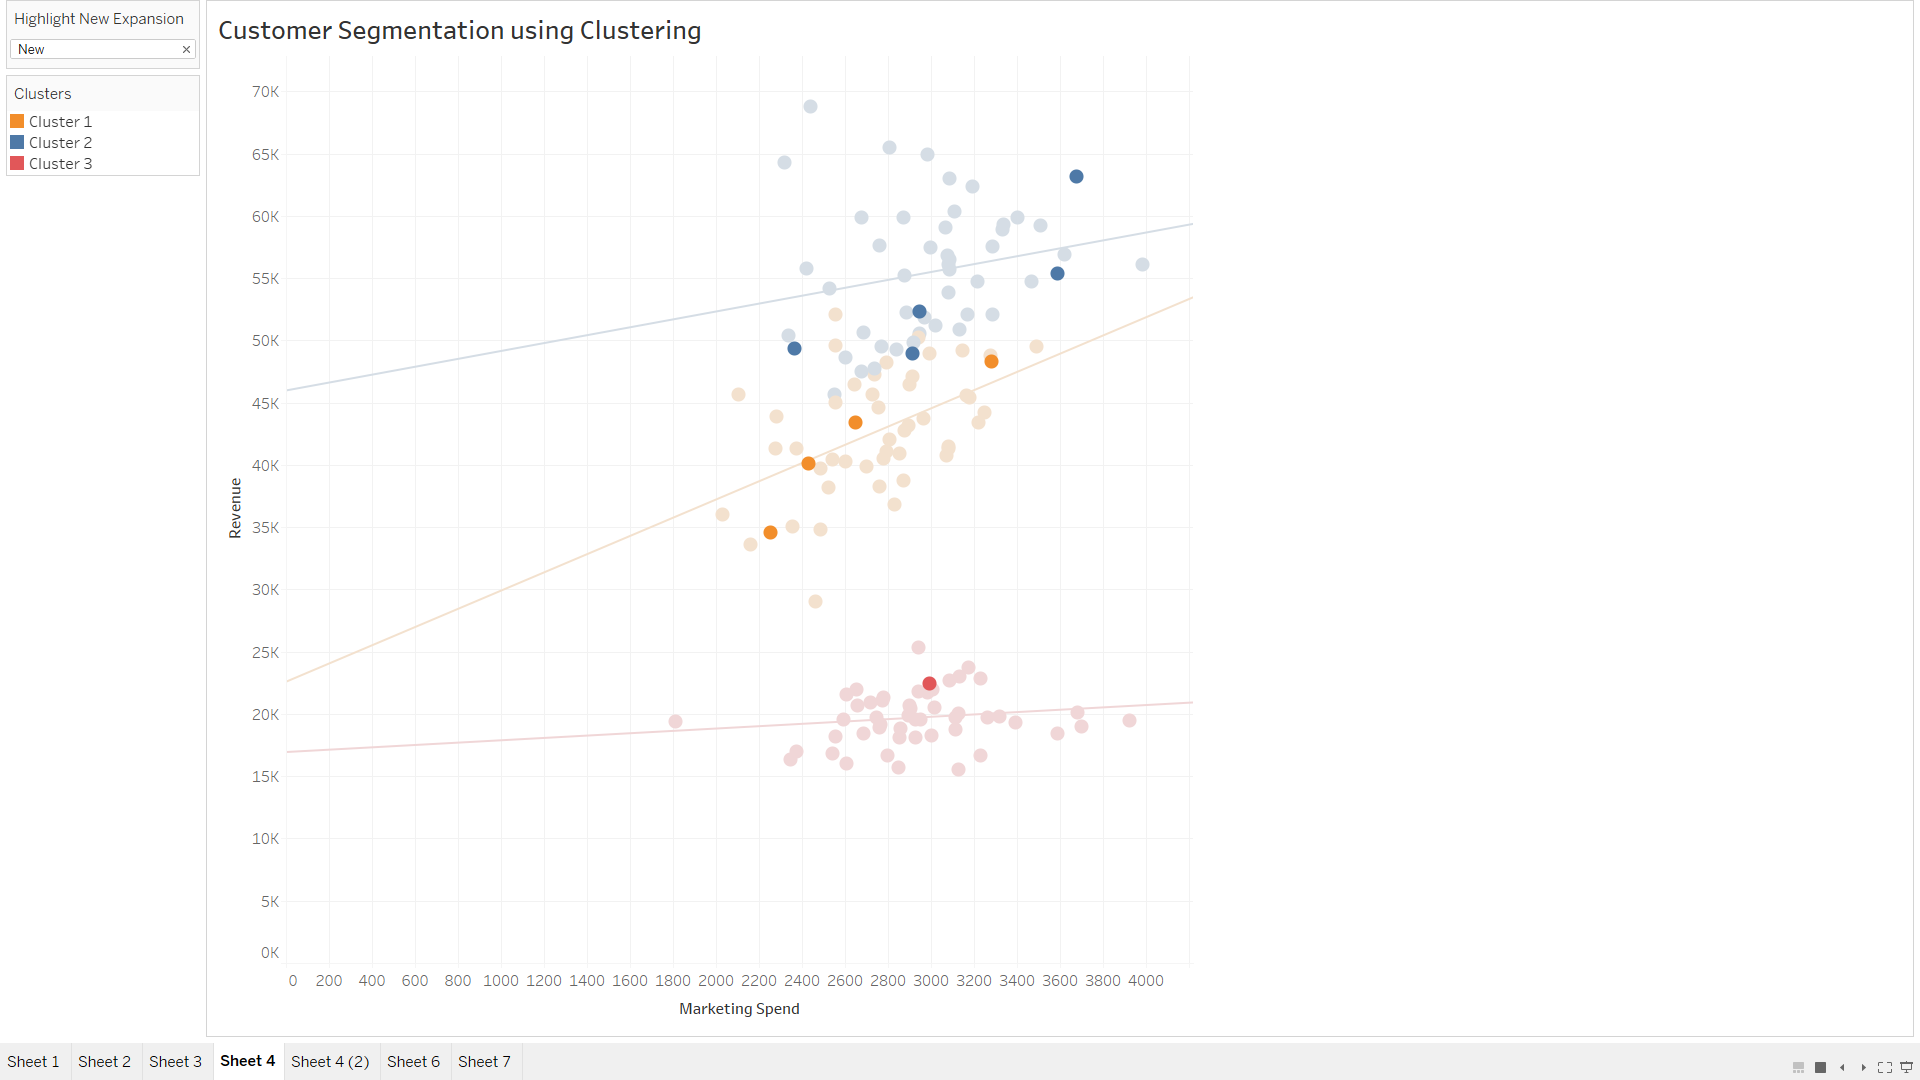 Highlight New Expansion
New
Clusters
Cluster 1
Cluster 2
Cluster 3
Customer Segmentation using Clustering
70K
65K
60K
55K
50K
45K
40K
35K
30K
25K
20K
15K
10K
5K
0K
Revenue
0 200 400 600 800 1000 1200 1400 1600 1800 2000 2200 2400 2600 2800 3000 3200 3400 3600 3800 4000
Marketing Spend
Sheet 1 Sheet 2 Sheet 3 Sheet 4 Sheet 4 (2) Sheet 6 Sheet 7